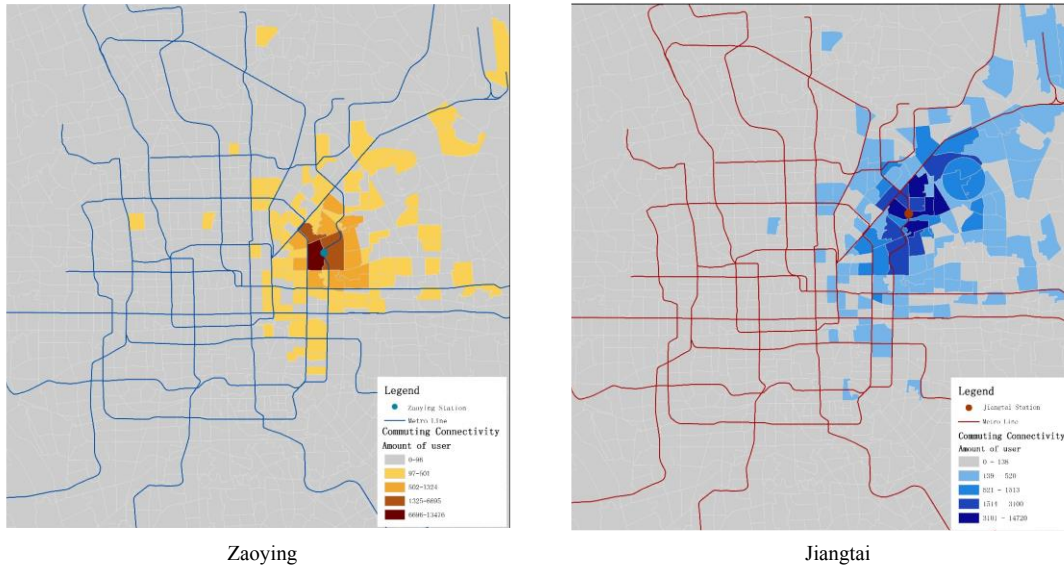 Legend
Zaoying Station
Metro Line
Commuting Connectivity
Amount of user
0-96
97-501
502-1324
1325-6695
Legend
Jiangtai Station
Metro Line
Commuting Connectivity
Amount of user
0 - 138
139 - 520
521 - 1513
1514 - 3100
3101 - 14720
Zaoying
Jiangtai